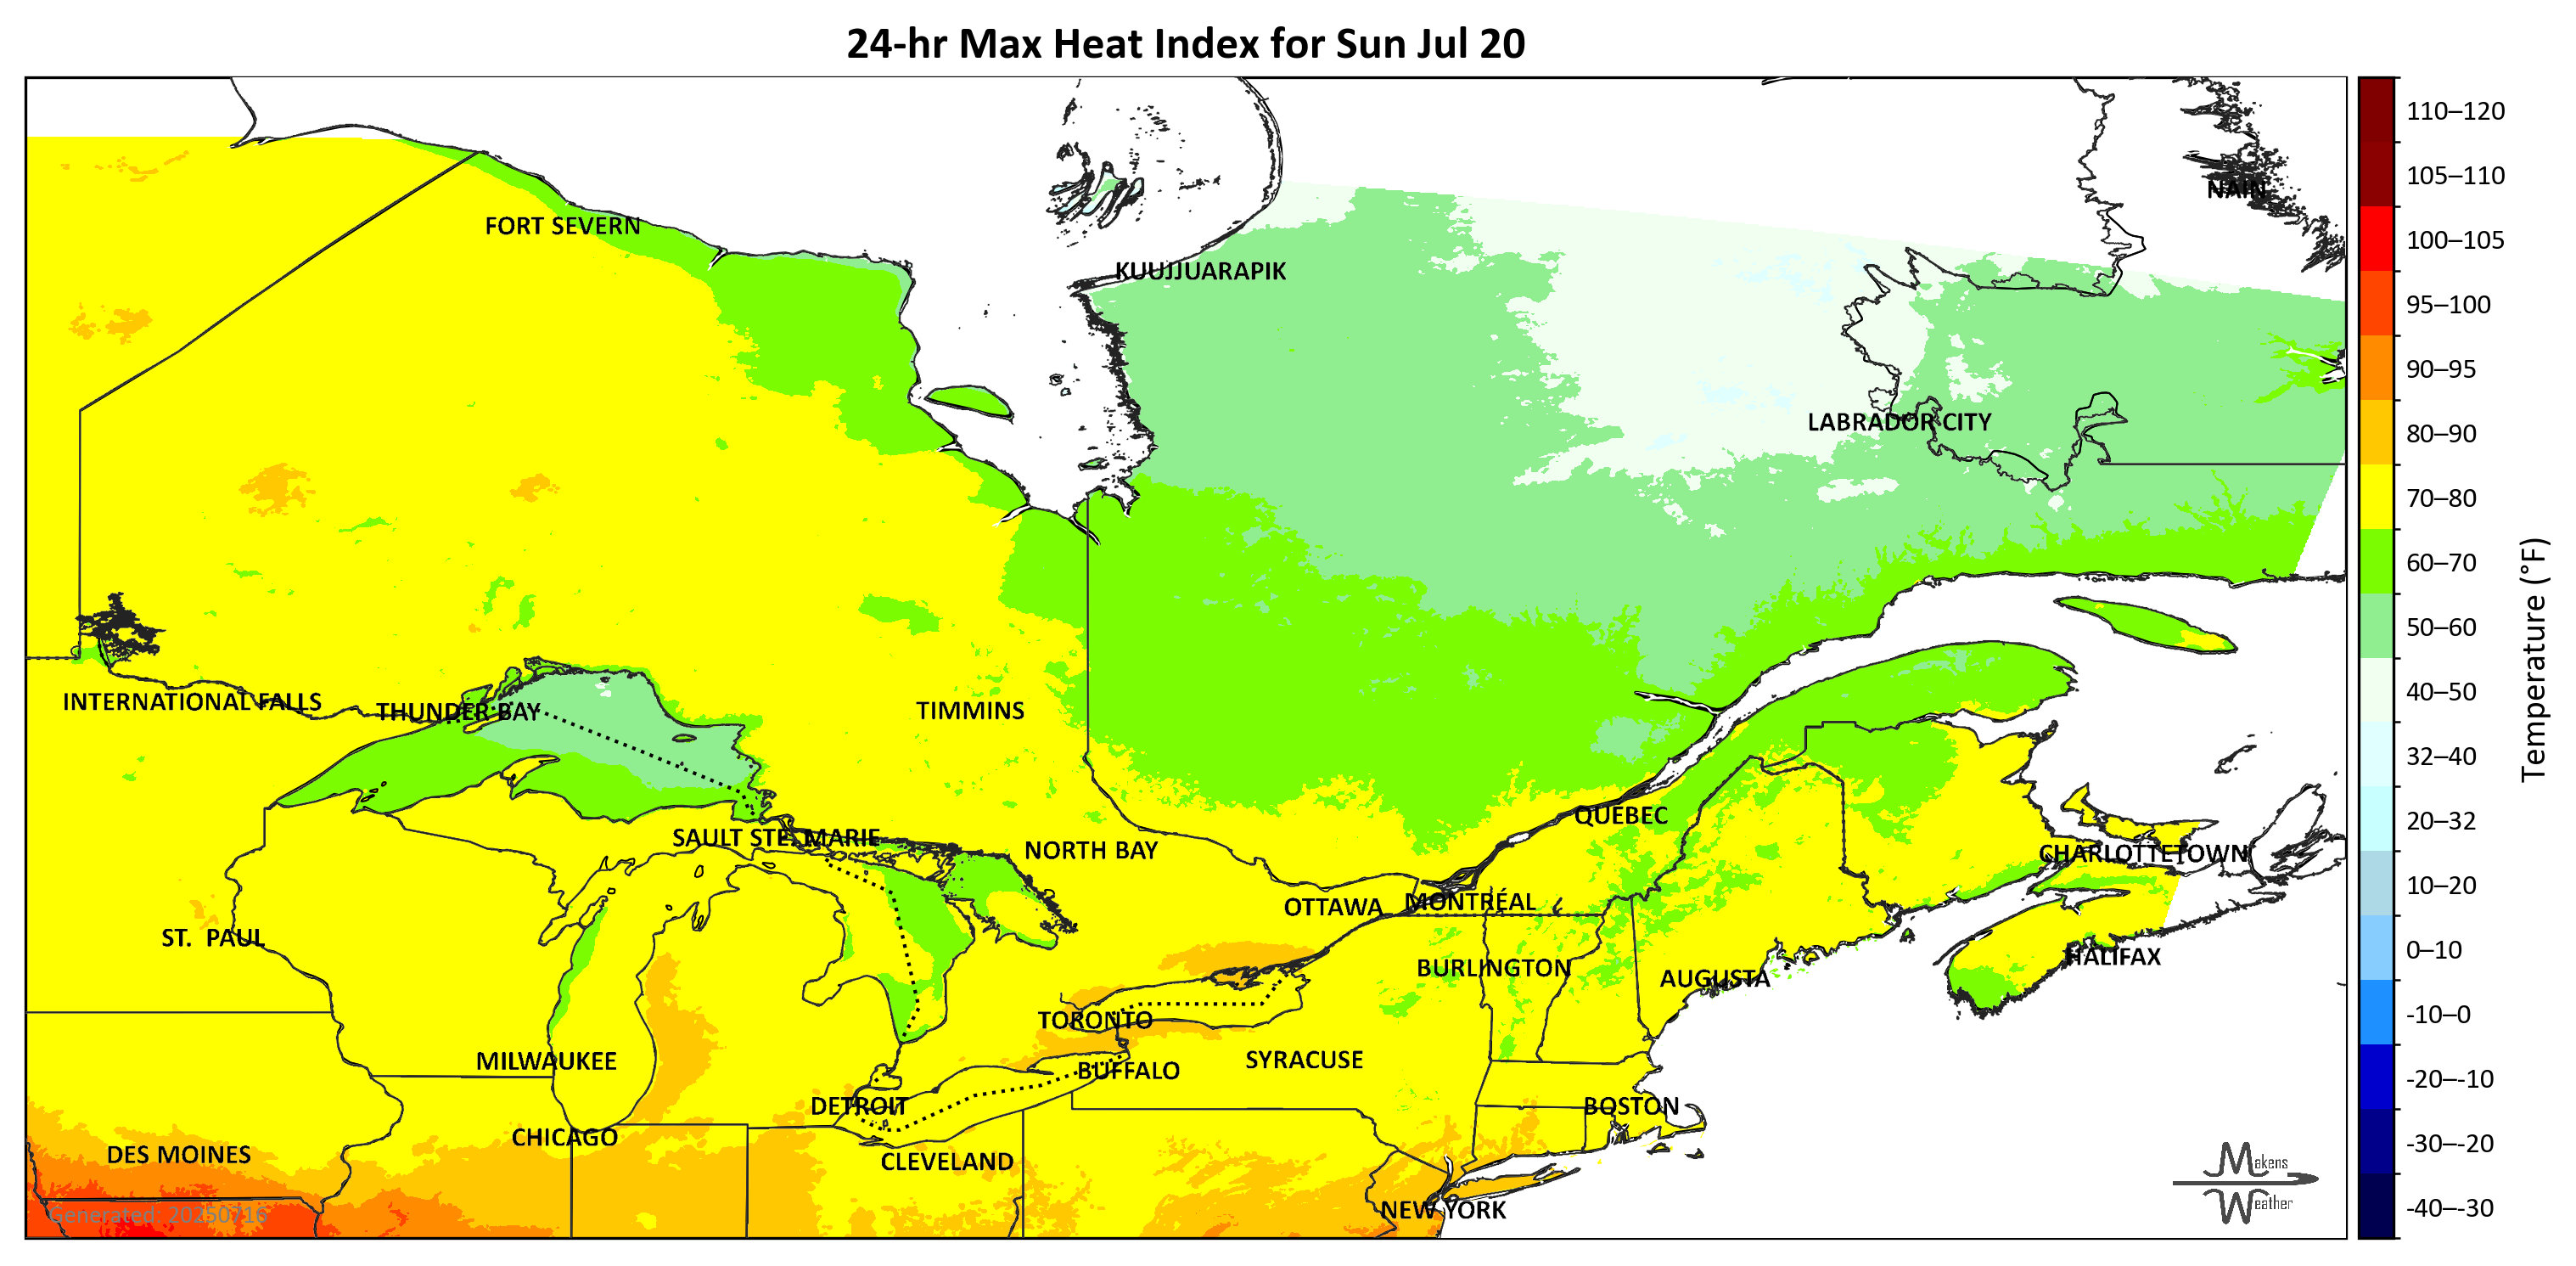 24-hr Max Heat Index for Sun Jul 20
NAIN
FORT SEVERN
KUUJJUARAPIK
LABRADOR CITY
INTERNATIONAL FALLS
THUNDER BAY
TIMMINS
QUÉBEC
SAULT STE. MARIE
NORTH BAY
CHARLOTTETOWN
OTTAWA
MONTRÉAL
ST. PAUL
HALIFAX
BURLINGTON
AUGUSTA
TORONTO
MILWAUKEE
SYRACUSE
BUFFALO
DETROIT
BOSTON
CHICAGO
DES MOINES
CLEVELAND
NEW YORK
Generated: 20250716
Makens
Weather
110–120
105–110
100–105
95–100
90–95
80–90
70–80
60–70
50–60
40–50
32–40
20–32
10–20
0–10
-10–0
-20–-10
-30–-20
-40–-30
Temperature (°F)